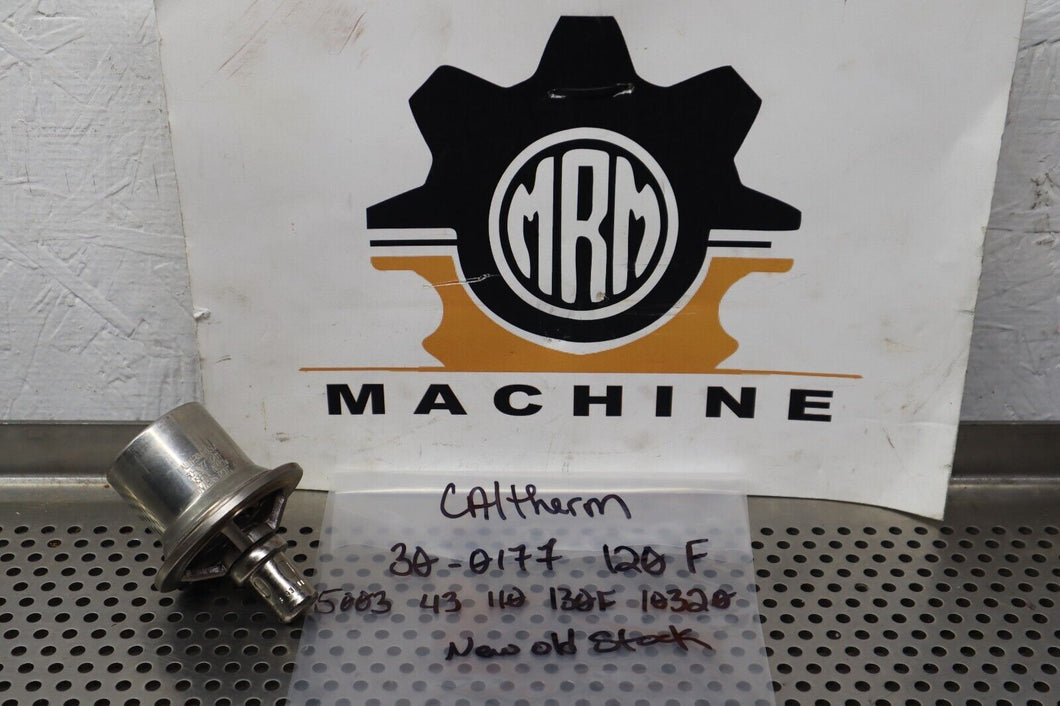 MRM
MACHINE
CAltherm
30-0177 120 F
5003 43 110 130F 10320
New old Stock